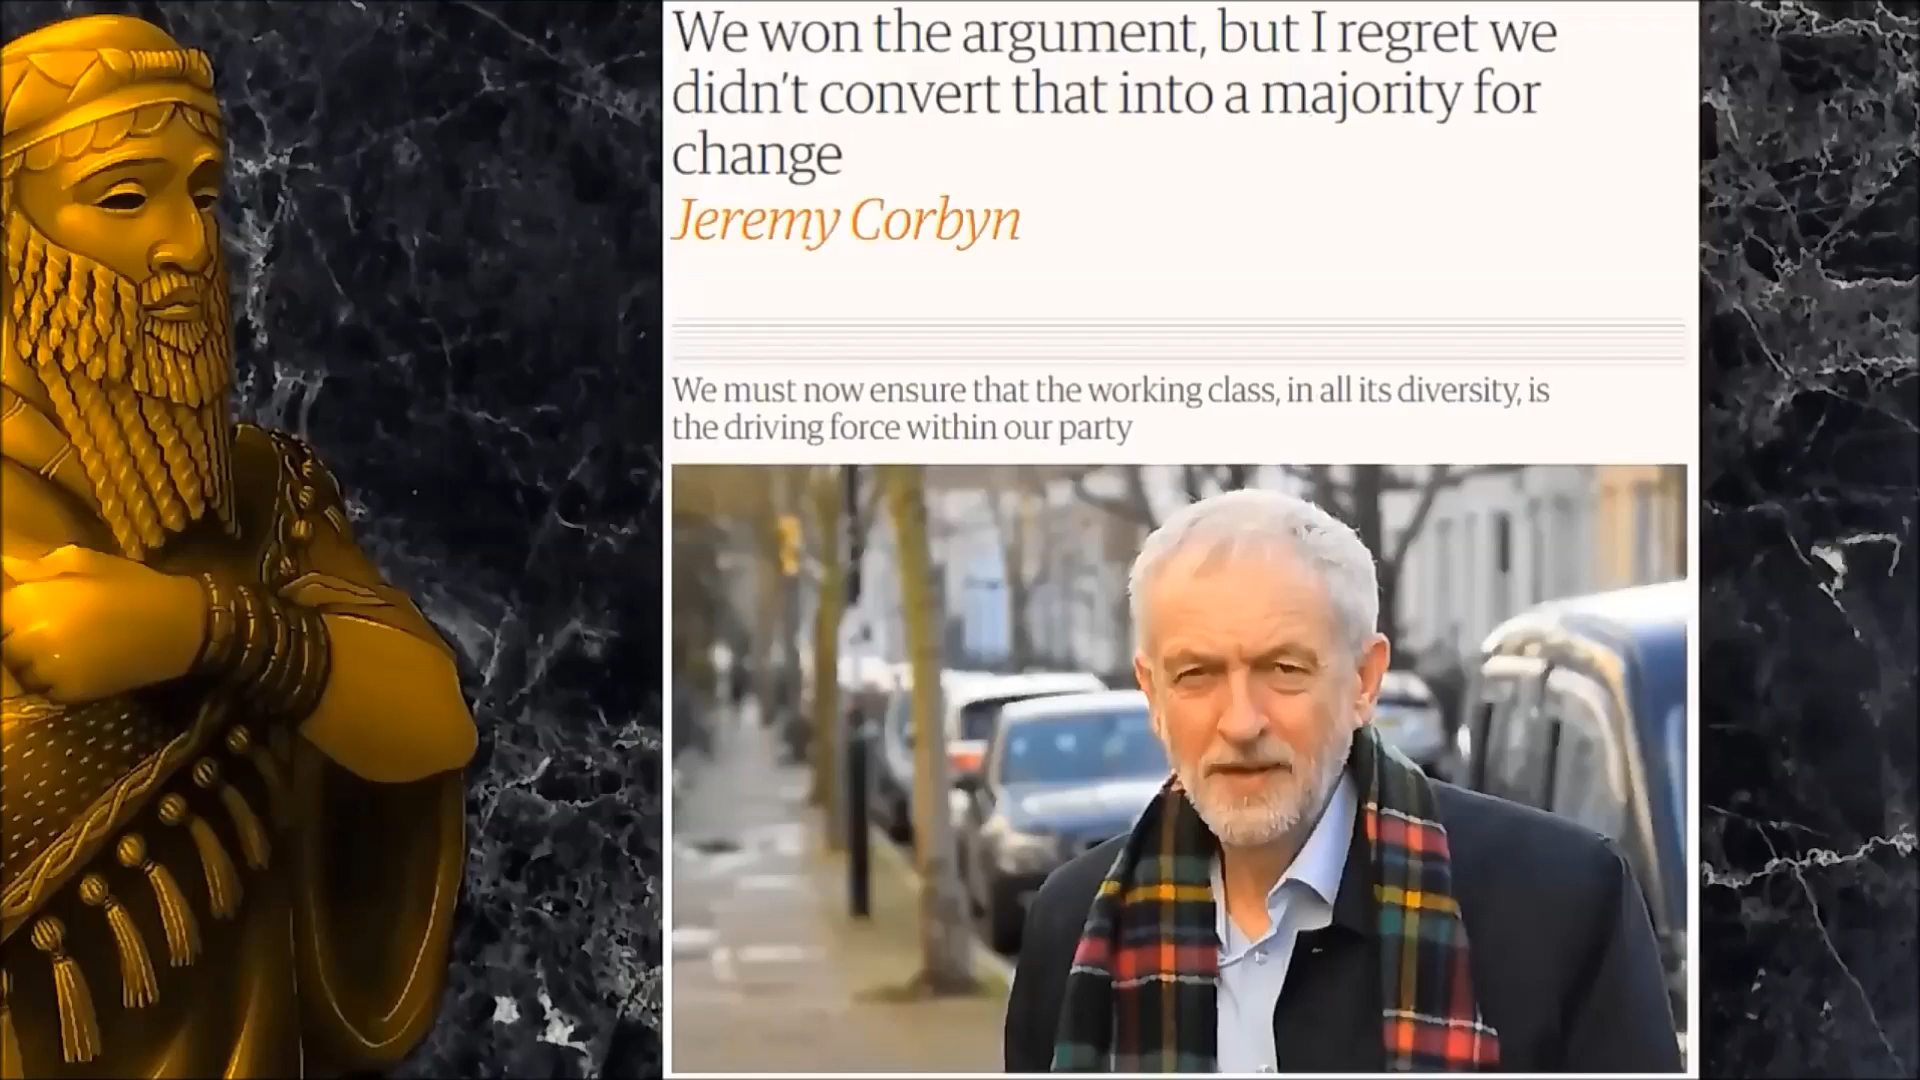 We won the argument, but I regret we
didn't convert that into a majority for
change
Jeremy Corbyn
We must now ensure that the working class, in all its diversity, is
the driving force within our party